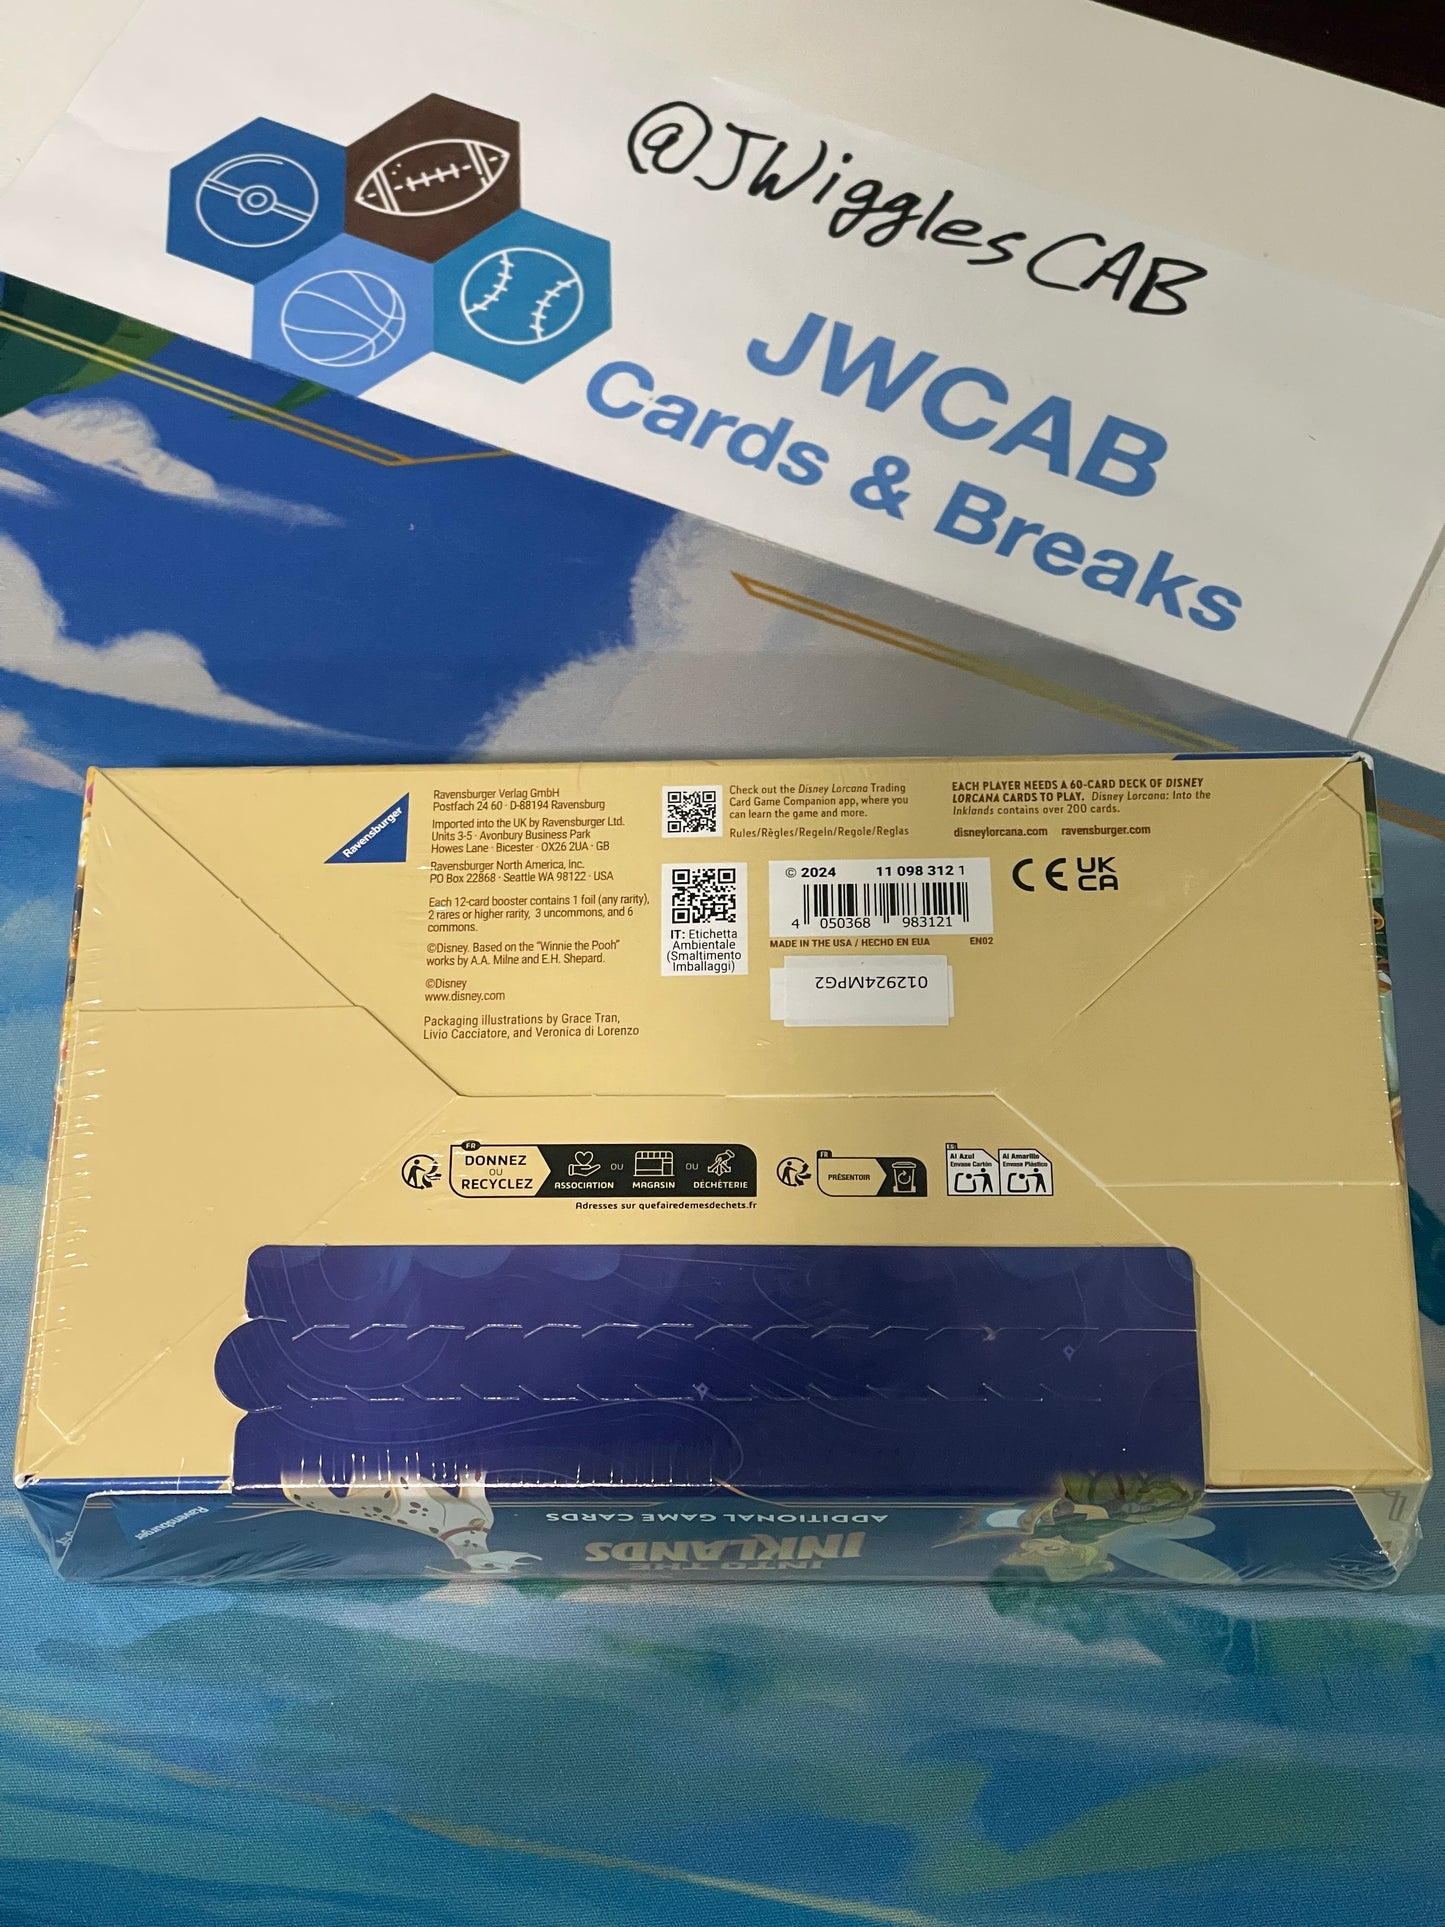 @JWigglesCAB
JWCAB
Cards & Breaks
Ravensburger
Ravensburger Verlag GmbH
Postfach 24 60 · D-88194 Ravensburg
Imported into the UK by Ravensburger Ltd.
Units 3-5 · Avonbury Business Park
Howes Lane · Bicester · OX26 2UA · GB
Ravensburger North America, Inc.
PO Box 22868 · Seattle WA 98122 · USA
Each 12-card booster contains 1 foil (any rarity),
2 rares or higher rarity, 3 uncommons, and 6
commons.
©Disney. Based on the "Winnie the Pooh"
works by A.A. Milne and E.H. Shepard.
©Disney
www.disney.com
Packaging illustrations by Grace Tran,
Livio Cacciatore, and Veronica di Lorenzo
Check out the Disney Lorcana Trading
Card Game Companion app, where you
can learn the game and more.
Rules/Règles/Regeln/Regole/Reglas
IT: Etichetta
Ambientale
(Smaltimento
Imballaggi)
EACH PLAYER NEEDS A 60-CARD DECK OF DISNEY
LORCANA CARDS TO PLAY. Disney Lorcana: Into the
Inklands contains over 200 cards.
disneylorcana.com ravensburger.com
© 2024 11 098 312 1
4 050368 983121
MADE IN THE USA / HECHO EN EUA EN02
CE UK
CA
012924MPG2
FR
DONNEZ
OU
RECYCLEZ
ASSOCIATION OU MAGASIN OU DÉCHÈTERIE
Adresses sur quefairedemesdechets.fr
FR
PRÉSENTOIR
ES
Al Azul
Envase Cartón
Al Amarillo
Envase Plástico
Ravensburger
INTO THE
INKLANDS
ADDITIONAL GAME CARDS